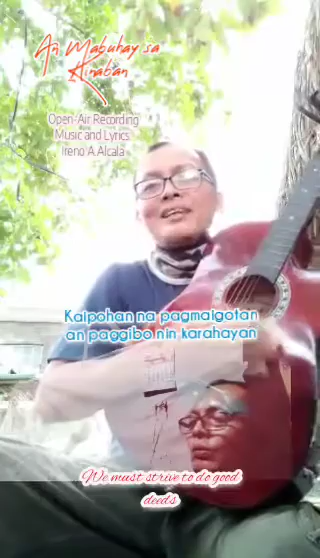 An Mabuhay sa
Kinaban
Open-Air Recording
Music and Lyrics
Ireno A.Alcala
Kaipohan na pagmaigotan
an paggibo nin karahayan
We must strive to do good
deeds